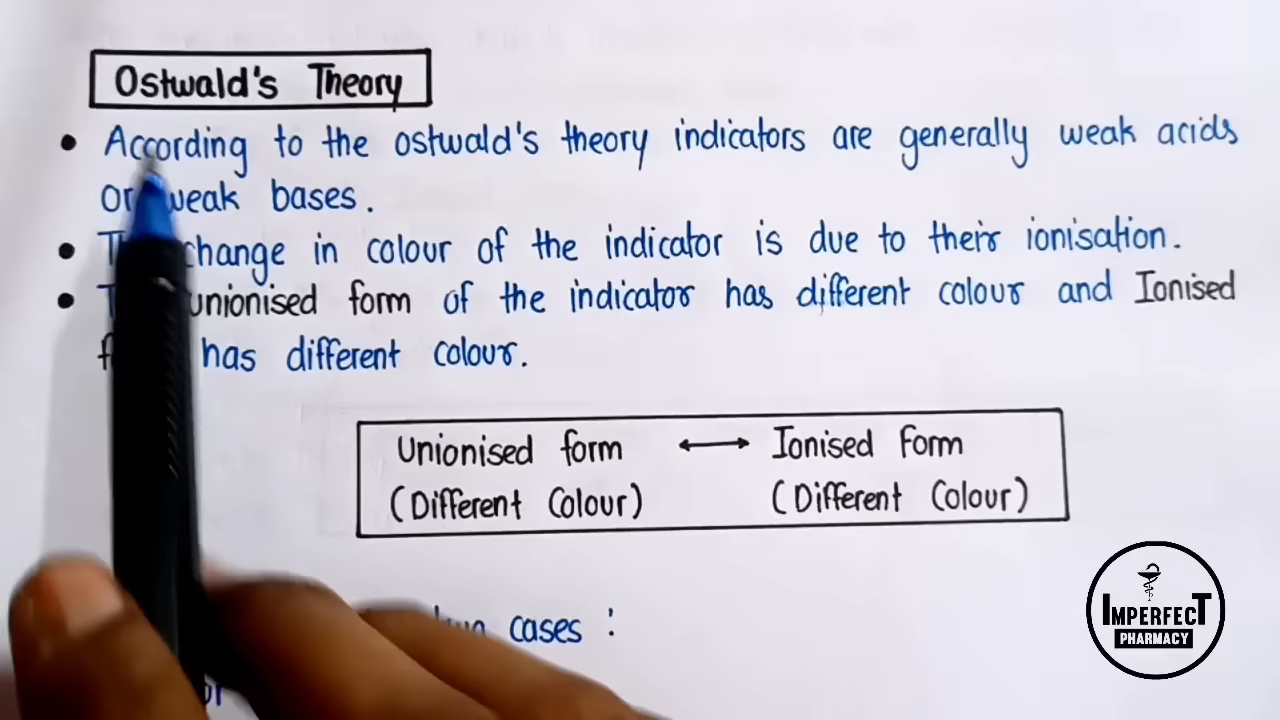 Ostwald's Theory
• According to the ostwald's theory indicators are generally weak acids
or weak bases.
• change in colour of the indicator is due to their ionisation.
• unionised form of the indicator has different colour and Ionised
has different colour.
Unionised form ⟷ Ionised Form
(Different Colour) (Different Colour)
cases :
IMPERFECT
PHARMACY